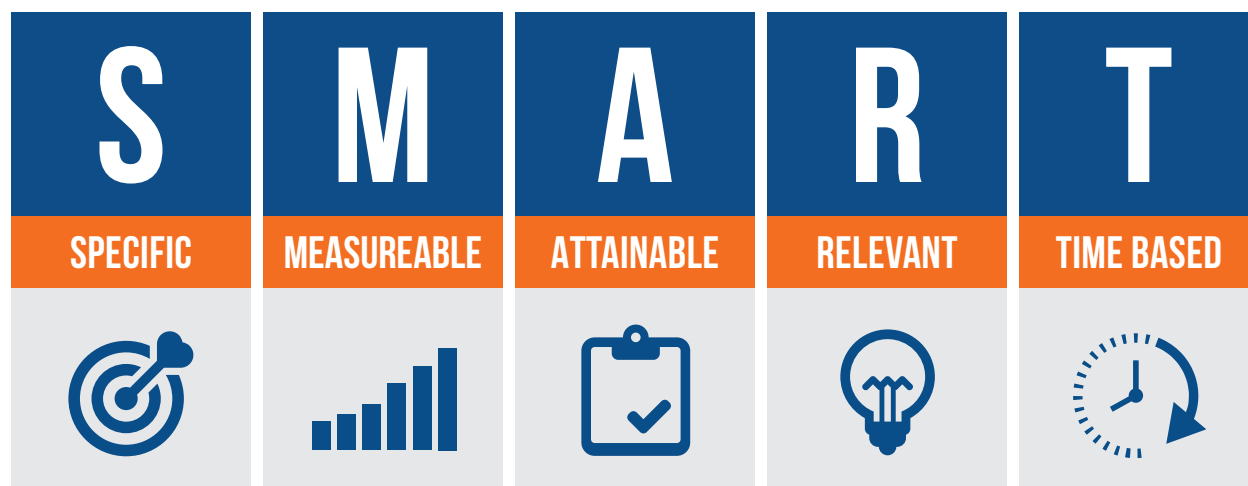 S M A R T
SPECIFIC MEASUREABLE ATTAINABLE RELEVANT TIME BASED